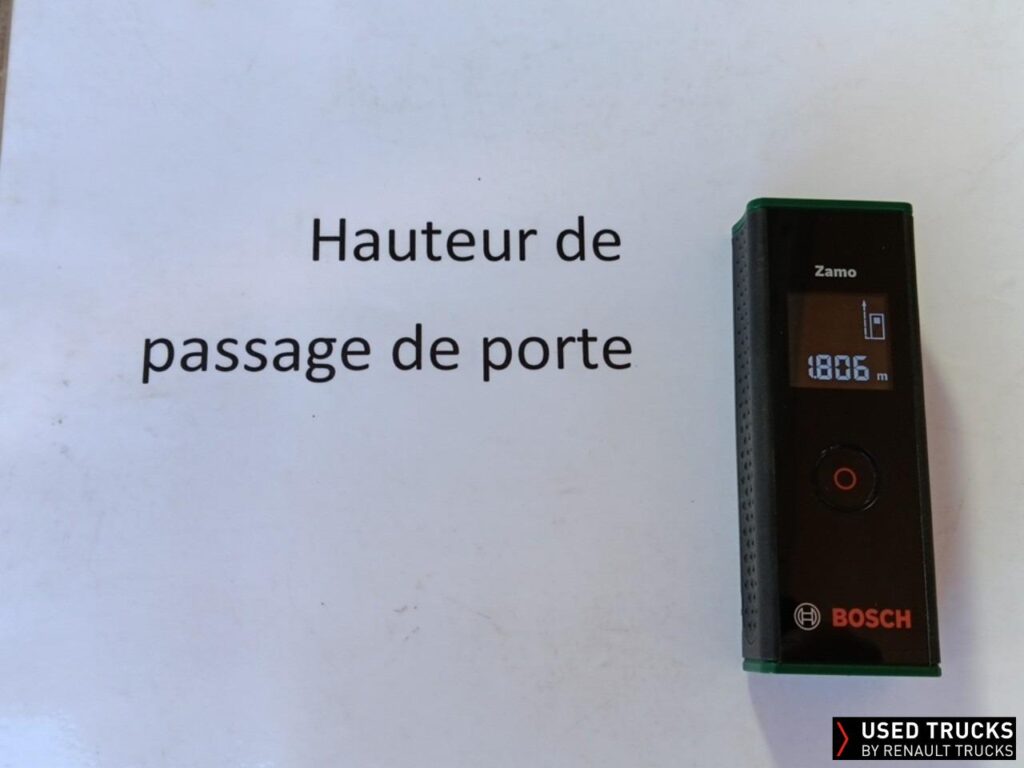 Hauteur de
passage de porte
Zamo
1.806 m
BOSCH
USED TRUCKS
BY RENAULT TRUCKS